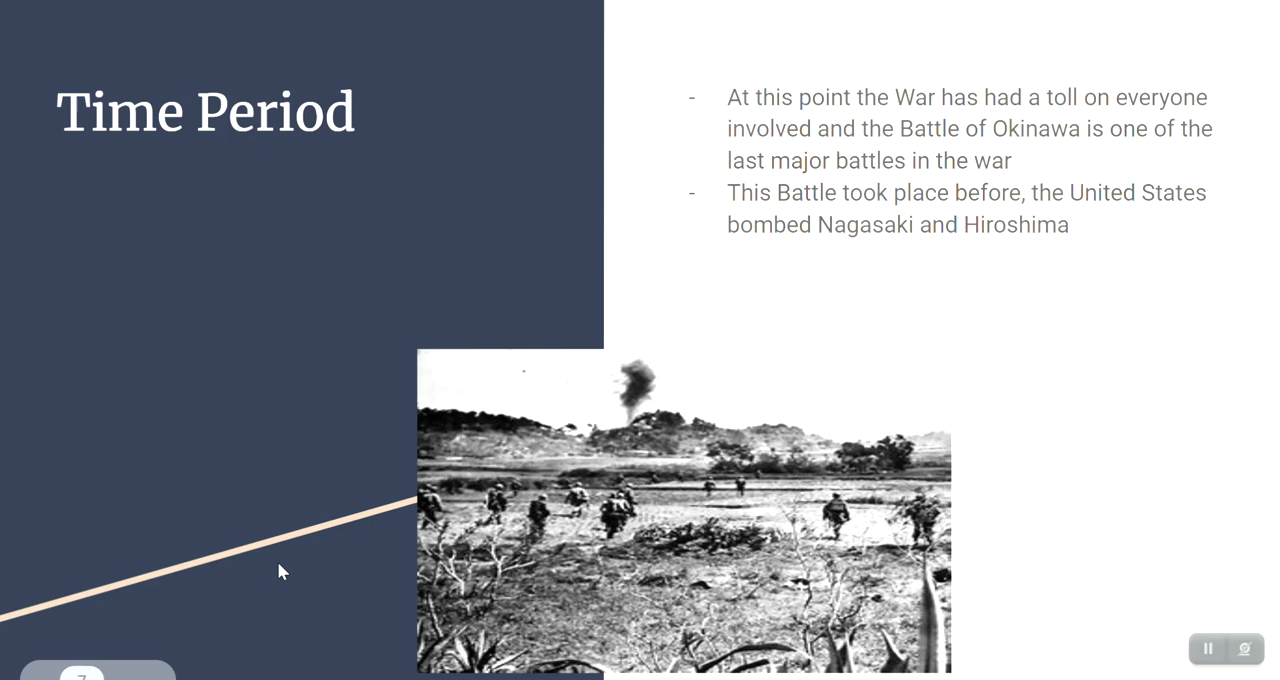 Time Period
- At this point the War has had a toll on everyone
involved and the Battle of Okinawa is one of the
last major battles in the war
- This Battle took place before, the United States
bombed Nagasaki and Hiroshima
7